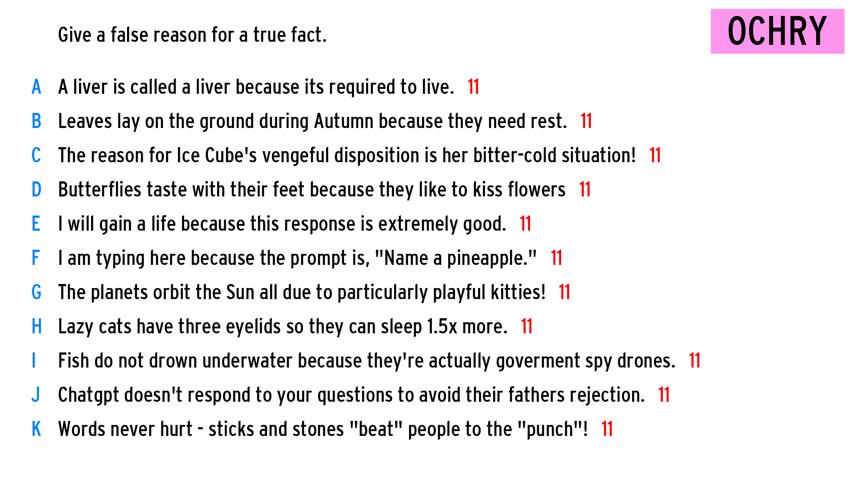 Give a false reason for a true fact.
OCHRY
A A liver is called a liver because its required to live. 11
B Leaves lay on the ground during Autumn because they need rest. 11
C The reason for Ice Cube's vengeful disposition is her bitter-cold situation! 11
D Butterflies taste with their feet because they like to kiss flowers 11
E I will gain a life because this response is extremely good. 11
F I am typing here because the prompt is, "Name a pineapple." 11
G The planets orbit the Sun all due to particularly playful kitties! 11
H Lazy cats have three eyelids so they can sleep 1.5x more. 11
I Fish do not drown underwater because they're actually goverment spy drones. 11
J Chatgpt doesn't respond to your questions to avoid their fathers rejection. 11
K Words never hurt - sticks and stones "beat" people to the "punch"! 11